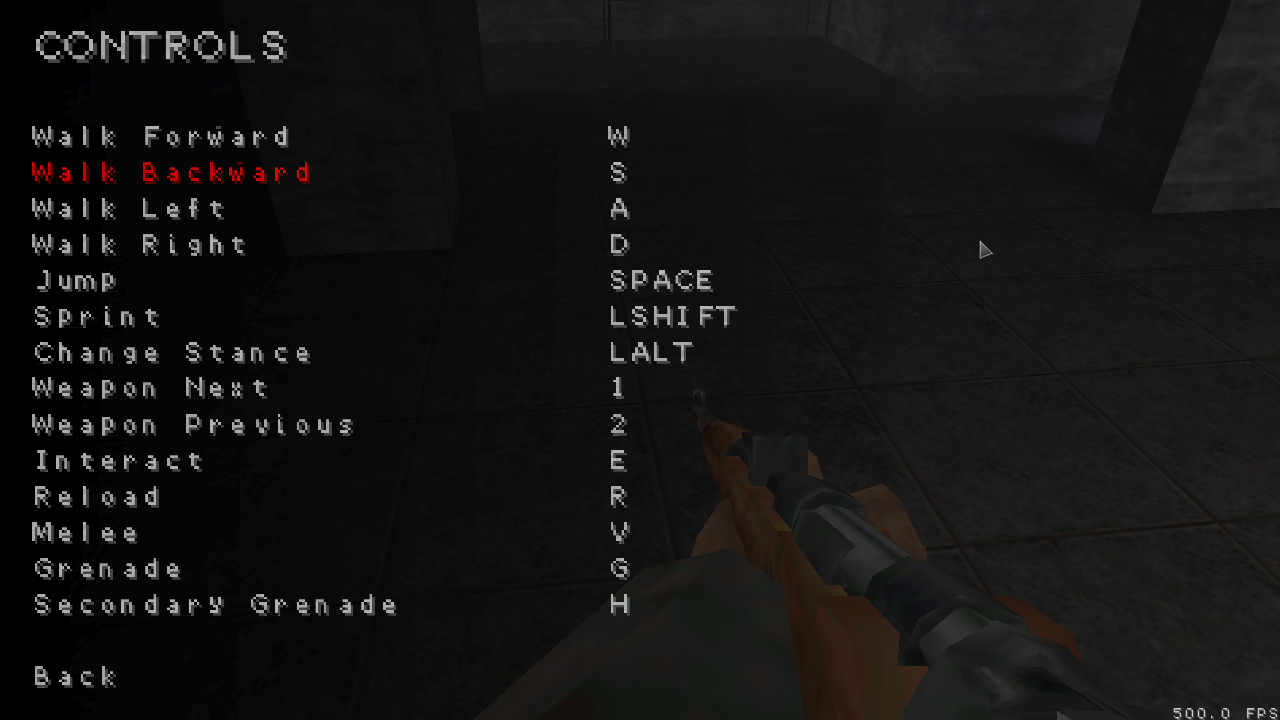 CONTROLS
Walk Forward W
Walk Backward S
Walk Left A
Walk Right D
Jump SPACE
Sprint LSHIFT
Change Stance LALT
Weapon Next 1
Weapon Previous 2
Interact E
Reload R
Melee V
Grenade G
Secondary Grenade H
Back
500.0 FPS